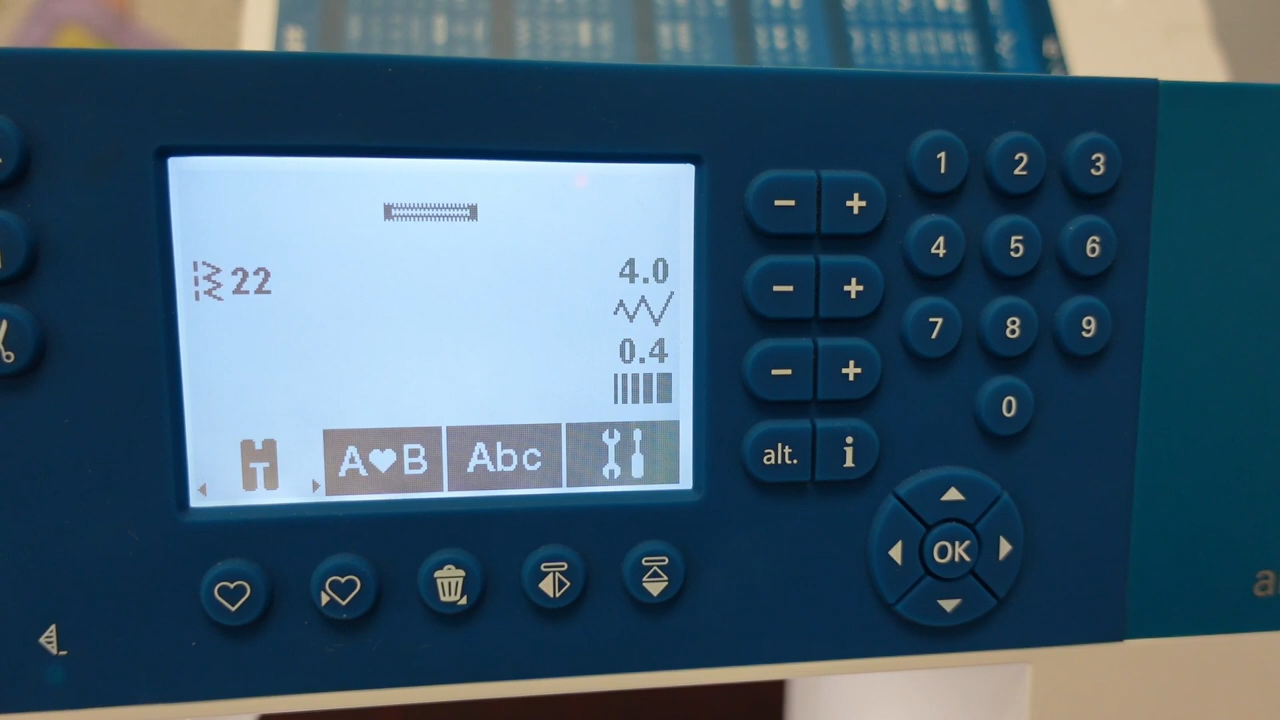 22
4.0
0.4
T
A♥B
Abc
- +
- +
- +
alt. i
1 2 3
4 5 6
7 8 9
0
OK
a